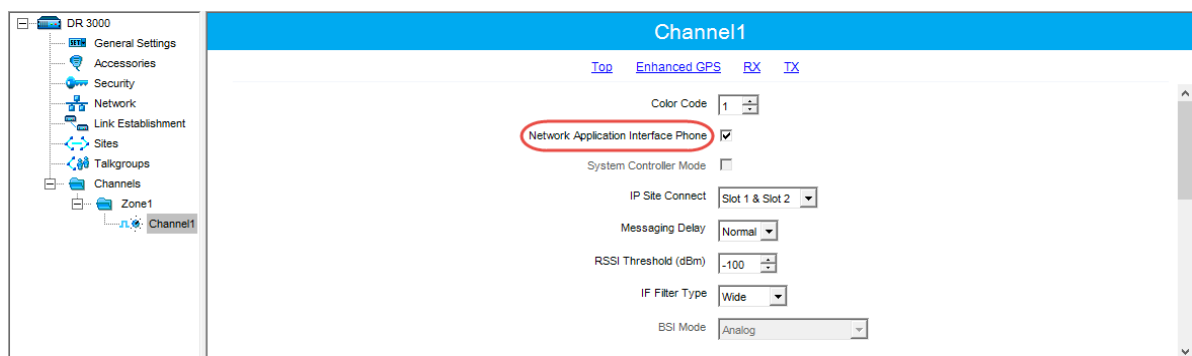 DR 3000
General Settings
Accessories
Security
Network
Link Establishment
Sites
Talkgroups
Channels
Zone1
Channel1
Channel1
Top Enhanced GPS RX TX
Color Code 1
Network Application Interface Phone
System Controller Mode
IP Site Connect Slot 1 & Slot 2
Messaging Delay Normal
RSSI Threshold (dBm) -100
IF Filter Type Wide
BSI Mode Analog